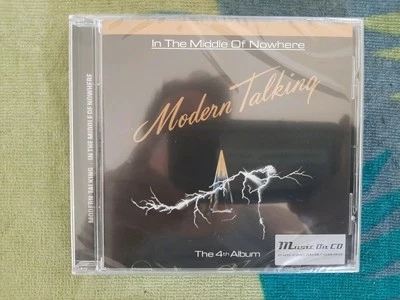 In The Middle Of Nowhere
Modern Talking
The 4th Album
Music On CD
MODERN TALKING IN THE MIDDLE OF NOWHERE